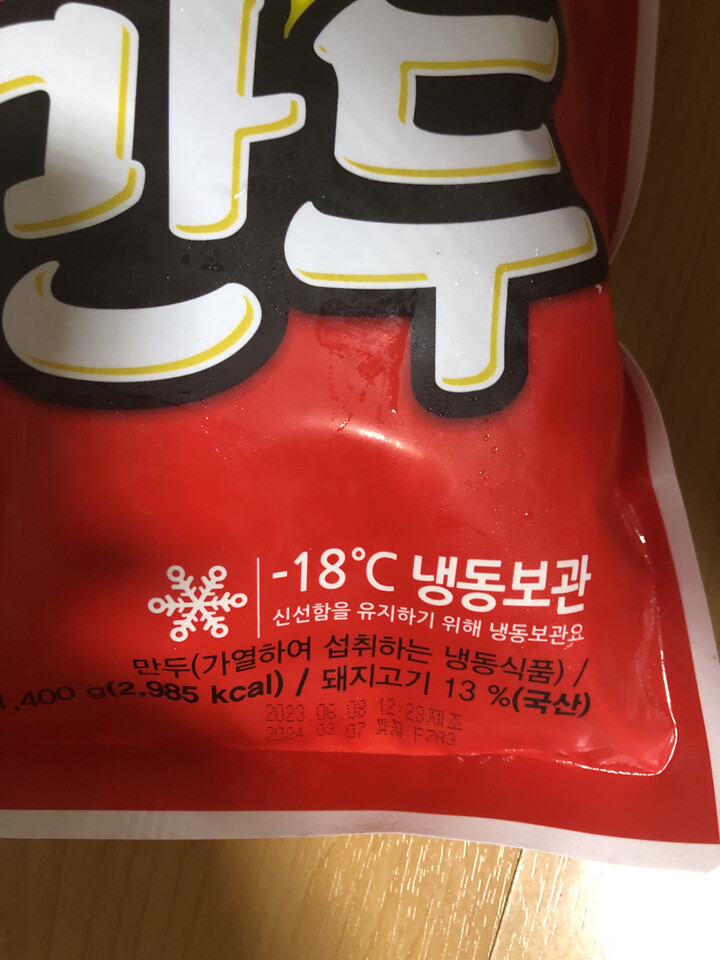 만두
-18℃ 냉동보관
신선함을 유지하기 위해 냉동보관요
만두(가열하여 섭취하는 냉동식품) /
1,400 g(2,985 kcal) / 돼지고기 13 %(국산)
2023.06.08 12:23제조
2024.03.07 까지 F2A3